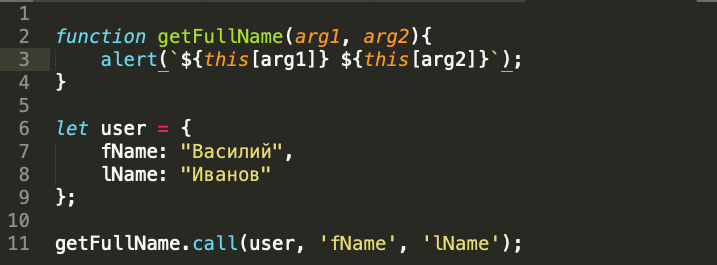 1
2 function getFullName(arg1, arg2){
3     alert(`${this[arg1]} ${this[arg2]}`);
4 }
5
6 let user = {
7     fName: "Василий",
8     lName: "Иванов"
9 };
10
11 getFullName.call(user, 'fName', 'lName');